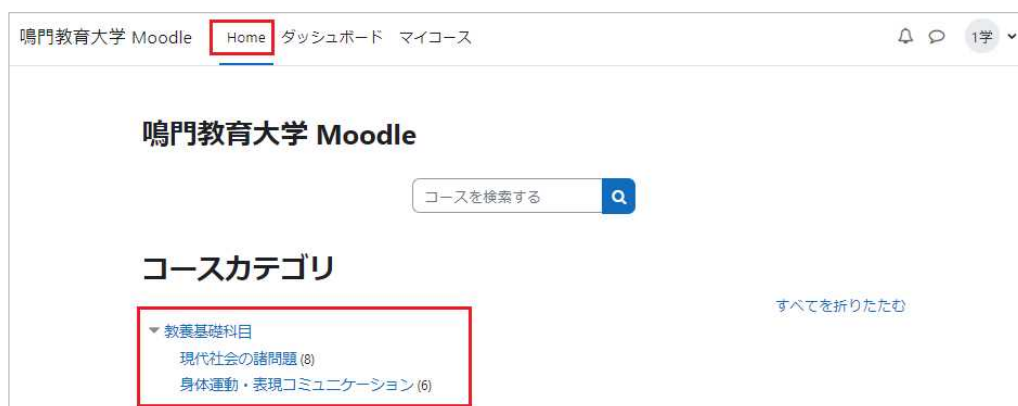 鳴門教育大学 Moodle Home ダッシュボード マイコース 1学
鳴門教育大学 Moodle
コースを検索する
コースカテゴリ
すべてを折りたたむ
教養基礎科目
現代社会の諸問題 (8)
身体運動・表現コミュニケーション (6)